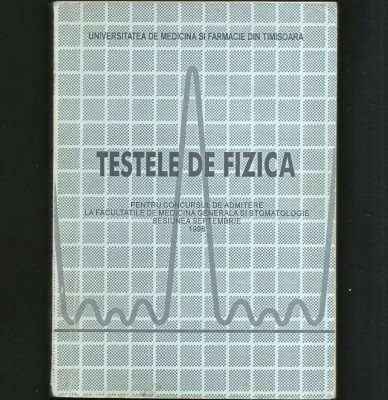 UNIVERSITATEA DE MEDICINA SI FARMACIE DIN TIMISOARA
TESTELE DE FIZICA
PENTRU CONCURSUL DE ADMITERE
LA FACULTATILE DE MEDICINA GENERALA SI STOMATOLOGIE
SESIUNEA SEPTEMBRIE
1996